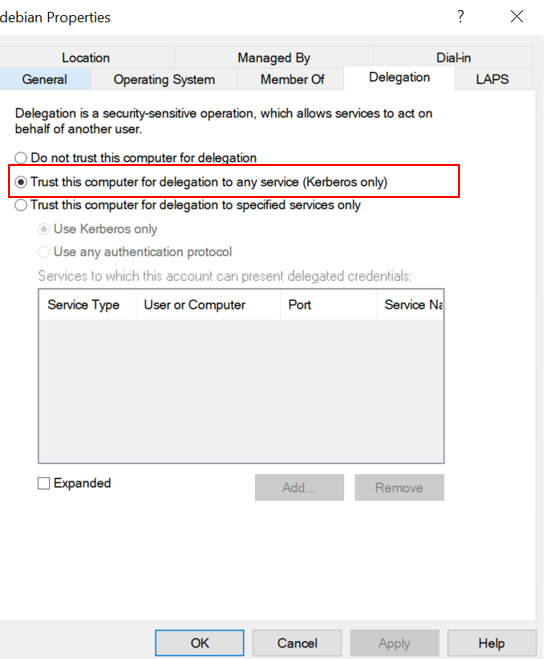 debian Properties
?
Location Managed By Dial-in
General Operating System Member Of Delegation LAPS
Delegation is a security-sensitive operation, which allows services to act on
behalf of another user.
Do not trust this computer for delegation
Trust this computer for delegation to any service (Kerberos only)
Trust this computer for delegation to specified services only
Use Kerberos only
Use any authentication protocol
Services to which this account can present delegated credentials:
Service Type User or Computer Port Service Na
Expanded Add... Remove
OK Cancel Apply Help